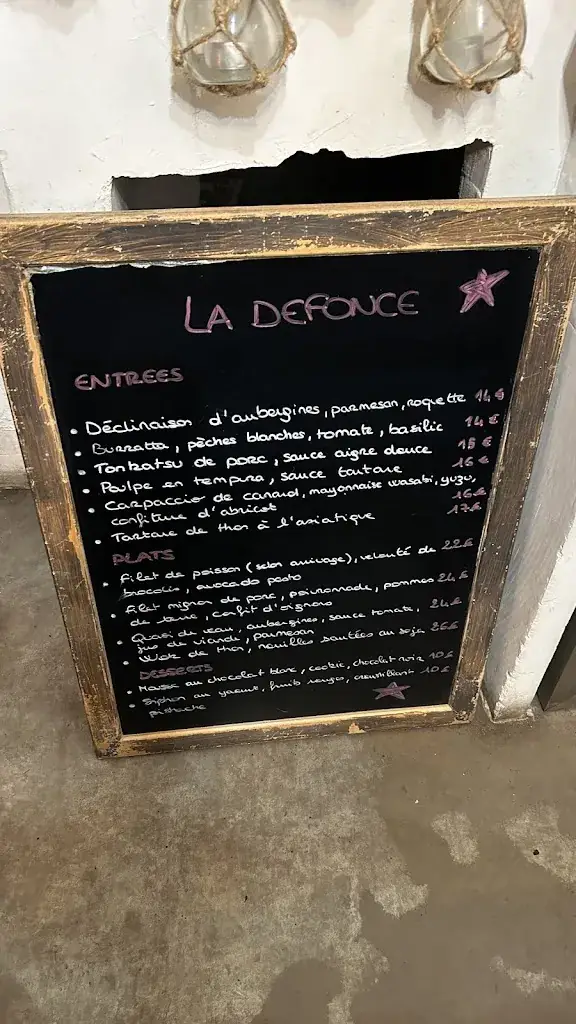 LA DEFONCE
ENTREES
• Déclinaison d'aubergines, parmesan, roquette 14 €
• Burratta, pêches blanches, tomate, basilic 14 €
• Tonkatsu de porc, sauce aigre douce 15 €
• Poulpe en tempura, sauce tartare 16 €
• Carpaccio de canard, mayonnaise wasabi, yuzu,
confiture d'abricot 16 €
• Tartare de thon à l'asiatique 17 €
PLATS
• Filet de poisson (selon arrivage), velouté de 22 €
brocolis, avocado pesto
• Filet mignon de porc, poivronnade, pommes 24 €
de terre, confit d'oignons
• Quasi de veau, aubergines, sauce tomate, 24 €
jus de viande, parmesan
• Wok de thon, nouilles sautées au soja 26 €
DESSERTS
• Mousse au chocolat blanc, cookie, chocolat noir 10 €
• Siphon au yaourt, fruits rouges, croustillant 10 €
pistache